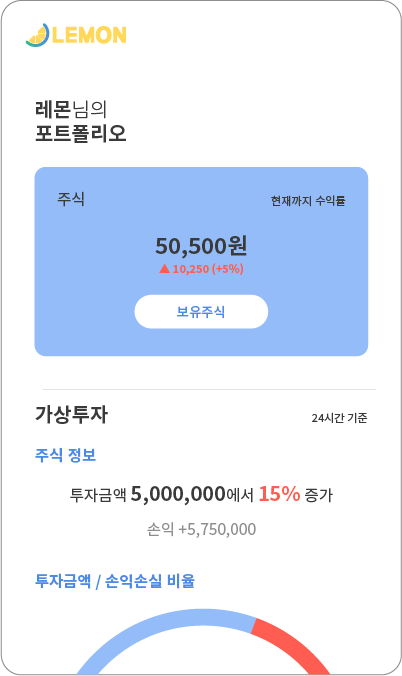 LEMON
레몬님의
포트폴리오
주식 현재까지 수익률
50,500원
▲ 10,250 (+5%)
보유주식
가상투자 24시간 기준
주식 정보
투자금액 5,000,000에서 15% 증가
손익 +5,750,000
투자금액 / 손익손실 비율